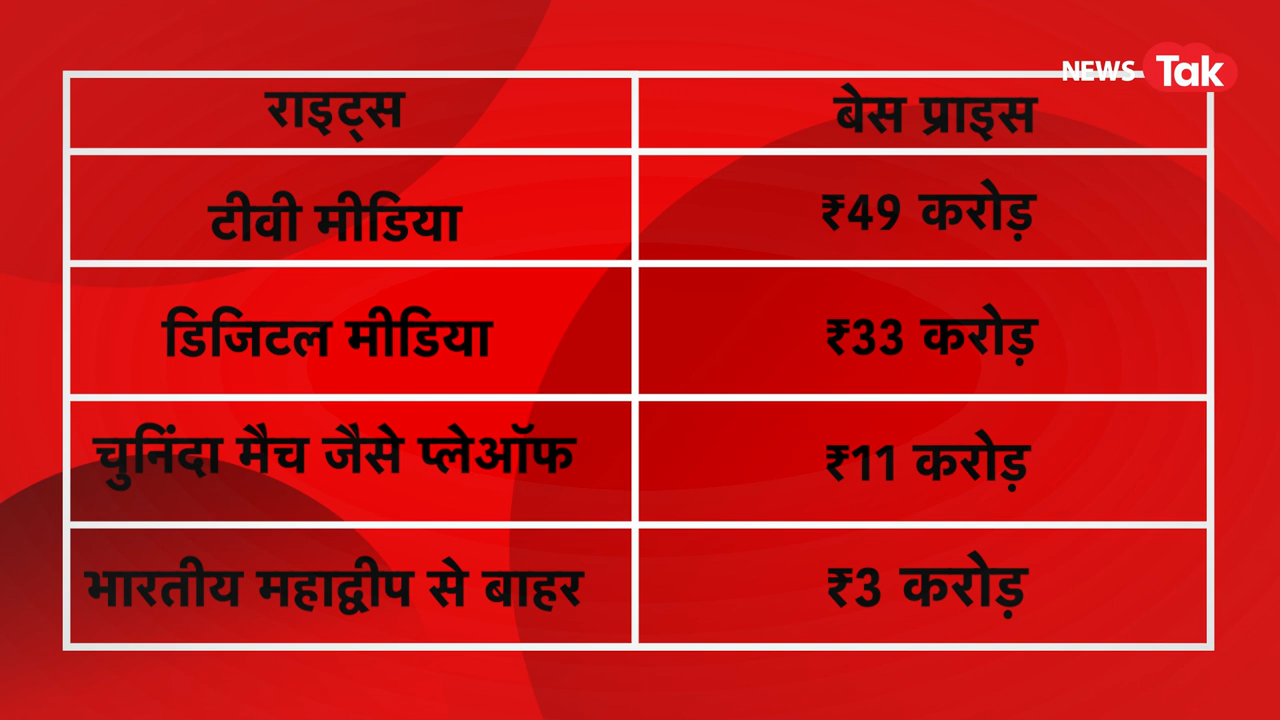 NEWS Tak
राइट्स बेस प्राइस
टीवी मीडिया ₹49 करोड़
डिजिटल मीडिया ₹33 करोड़
चुनिंदा मैच जैसे प्लेऑफ ₹11 करोड़
भारतीय महाद्वीप से बाहर ₹3 करोड़